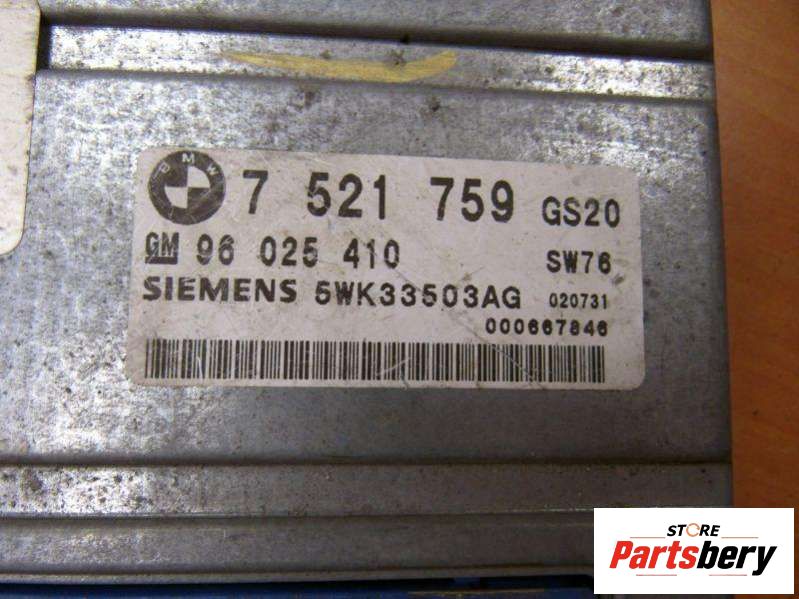 BMW 7 521 759 GS20
GM 96 025 410 SW76
SIEMENS 5WK33503AG 020731
000667846
STORE
Partsbery